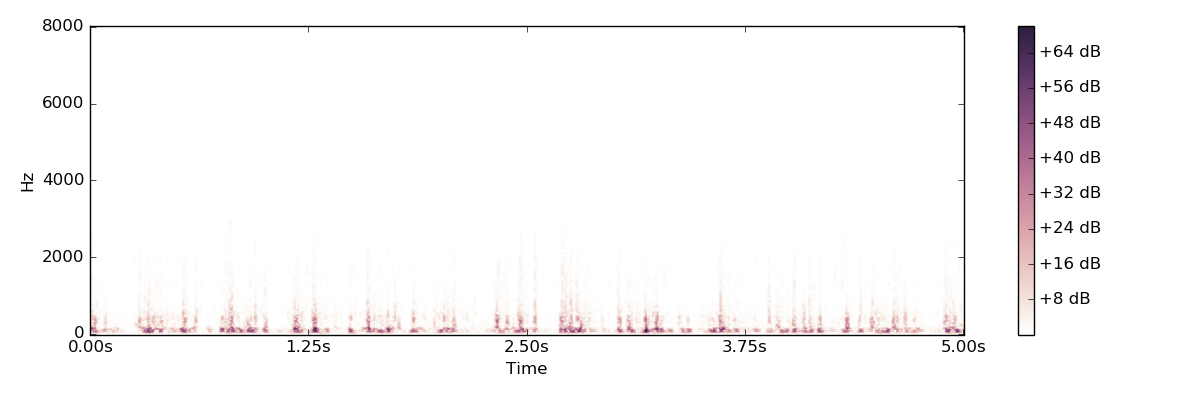 8000
6000
4000
2000
0
Hz
0.00s 1.25s 2.50s 3.75s 5.00s
Time
+64 dB
+56 dB
+48 dB
+40 dB
+32 dB
+24 dB
+16 dB
+8 dB